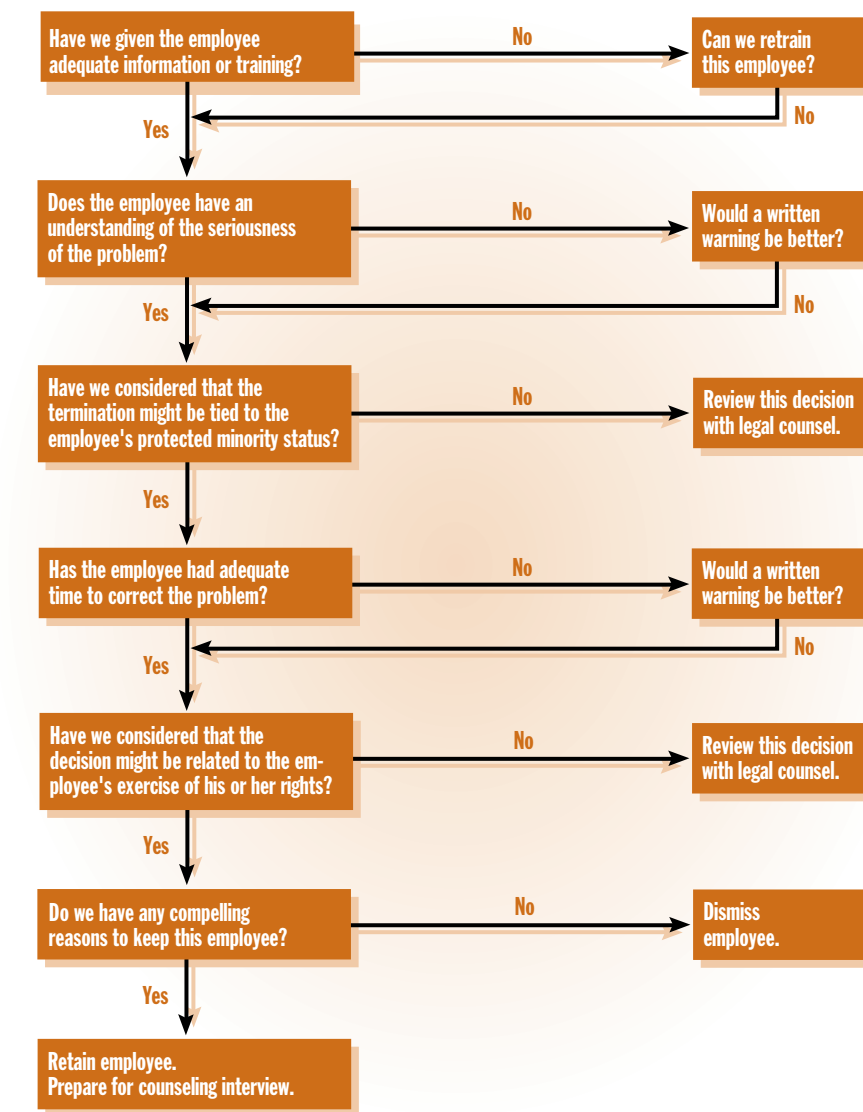 Have we given the employee
adequate information or training?
No
Can we retrain
this employee?
Yes
No
Does the employee have an
understanding of the seriousness
of the problem?
No
Would a written
warning be better?
Yes
No
Have we considered that the
termination might be tied to the
employee's protected minority status?
No
Review this decision
with legal counsel.
Yes
Has the employee had adequate
time to correct the problem?
No
Would a written
warning be better?
Yes
No
Have we considered that the
decision might be related to the em-
ployee's exercise of his or her rights?
No
Review this decision
with legal counsel.
Yes
Do we have any compelling
reasons to keep this employee?
No
Dismiss
employee.
Yes
Retain employee.
Prepare for counseling interview.